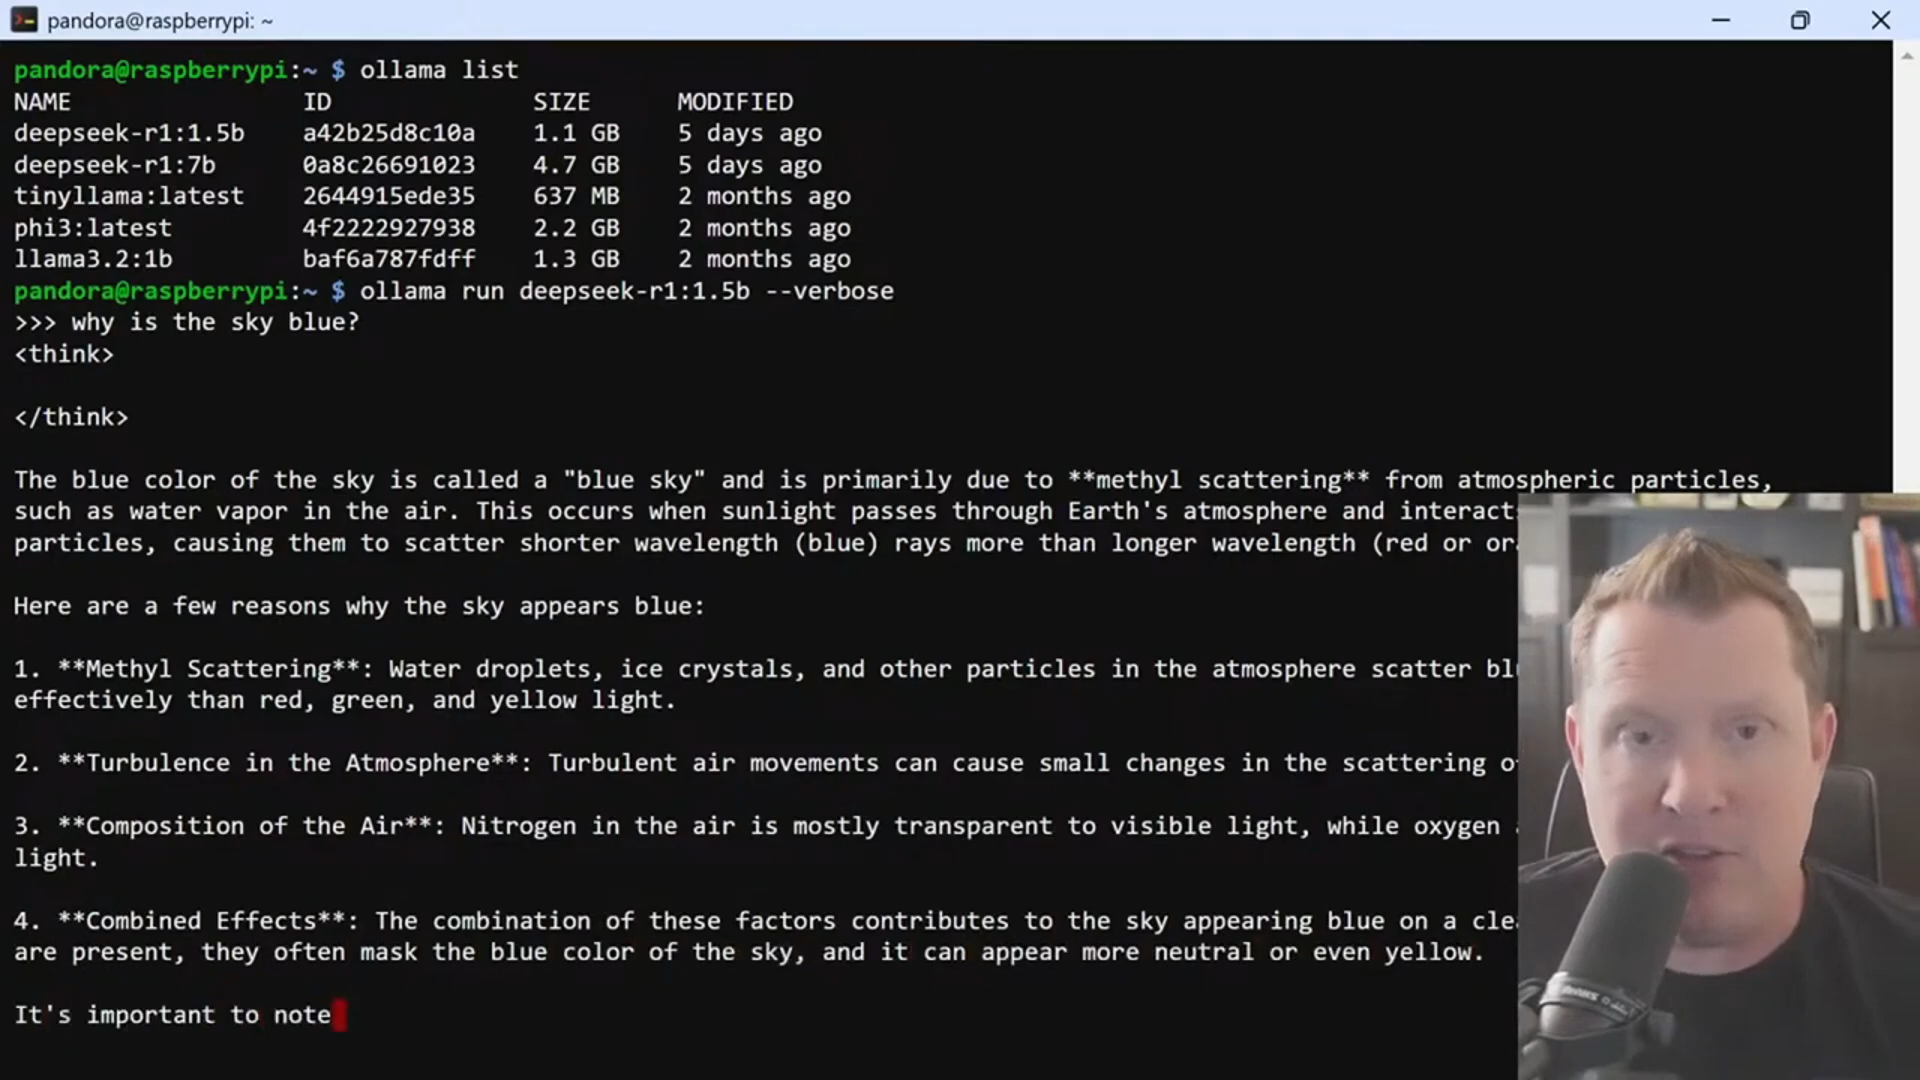 pandora@raspberrypi: ~
pandora@raspberrypi:~ $ ollama list
NAME ID SIZE MODIFIED
deepseek-r1:1.5b a42b25d8c10a 1.1 GB 5 days ago
deepseek-r1:7b 0a8c26691023 4.7 GB 5 days ago
tinyllama:latest 2644915ede35 637 MB 2 months ago
phi3:latest 4f2222927938 2.2 GB 2 months ago
llama3.2:1b baf6a787fdff 1.3 GB 2 months ago
pandora@raspberrypi:~ $ ollama run deepseek-r1:1.5b --verbose
>>> why is the sky blue?
<think>
</think>
The blue color of the sky is called a "blue sky" and is primarily due to **methyl scattering** from atmospheric particles,
such as water vapor in the air. This occurs when sunlight passes through Earth's atmosphere and interact
particles, causing them to scatter shorter wavelength (blue) rays more than longer wavelength (red or
Here are a few reasons why the sky appears blue:
1. **Methyl Scattering**: Water droplets, ice crystals, and other particles in the atmosphere scatter
effectively than red, green, and yellow light.
2. **Turbulence in the Atmosphere**: Turbulent air movements can cause small changes in the scattering
3. **Composition of the Air**: Nitrogen in the air is mostly transparent to visible light, while oxygen
light.
4. **Combined Effects**: The combination of these factors contributes to the sky appearing blue on a
are present, they often mask the blue color of the sky, and it can appear more neutral or even yellow.
It's important to note